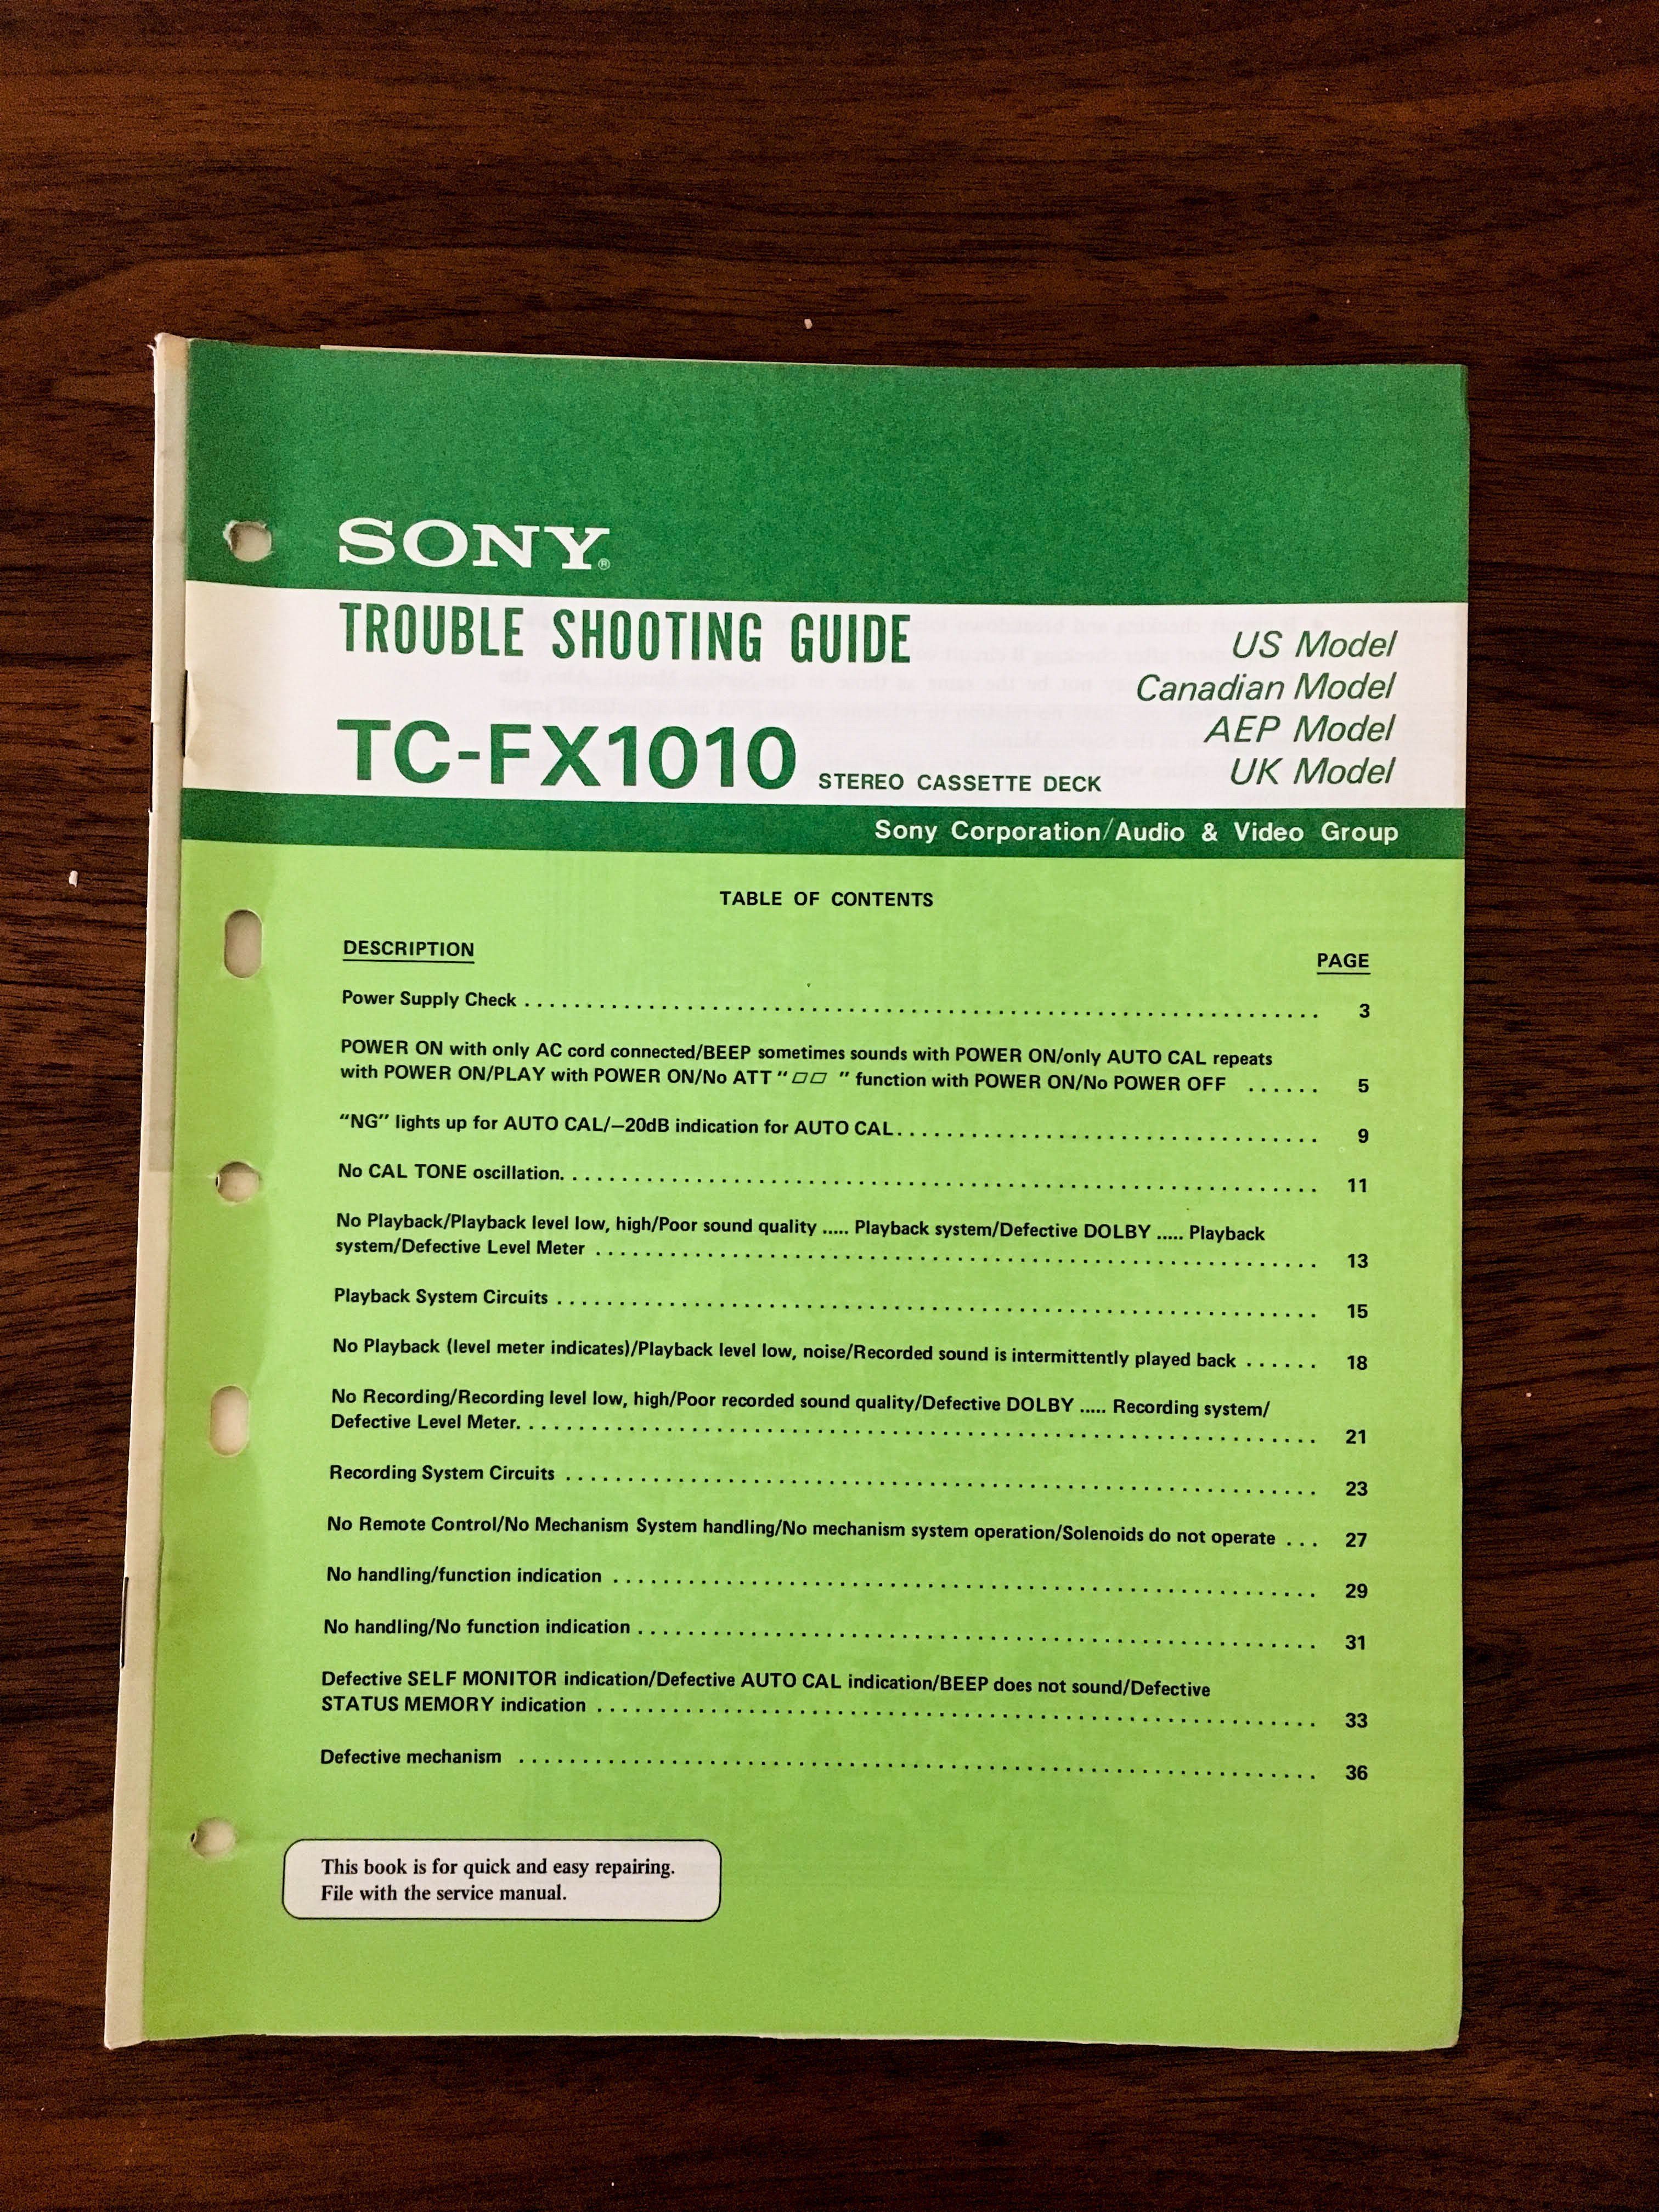 SONY®
TROUBLE SHOOTING GUIDE
US Model
Canadian Model
AEP Model
UK Model
TC-FX1010 STEREO CASSETTE DECK
Sony Corporation/Audio & Video Group
TABLE OF CONTENTS
DESCRIPTION PAGE
Power Supply Check . . . . . . . . . . . . . . . . . . . . 3
POWER ON with only AC cord connected/BEEP sometimes sounds with POWER ON/only AUTO CAL repeats
with POWER ON/PLAY with POWER ON/No ATT “▱▱ ” function with POWER ON/No POWER OFF . . . . . . 5
“NG” lights up for AUTO CAL/–20dB indication for AUTO CAL. . . . . . . . . . . . . . . . . . . . 9
No CAL TONE oscillation. . . . . . . . . . . . . . . . . . . . 11
No Playback/Playback level low, high/Poor sound quality ..... Playback system/Defective DOLBY ..... Playback
system/Defective Level Meter . . . . . . . . . . . . . . . . . . . . 13
Playback System Circuits . . . . . . . . . . . . . . . . . . . . 15
No Playback (level meter indicates)/Playback level low, noise/Recorded sound is intermittently played back . . . . . . 18
No Recording/Recording level low, high/Poor recorded sound quality/Defective DOLBY ..... Recording system/
Defective Level Meter. . . . . . . . . . . . . . . . . . . . 21
Recording System Circuits . . . . . . . . . . . . . . . . . . . . 23
No Remote Control/No Mechanism System handling/No mechanism system operation/Solenoids do not operate . . . 27
No handling/function indication . . . . . . . . . . . . . . . . . . . . 29
No handling/No function indication . . . . . . . . . . . . . . . . . . . . 31
Defective SELF MONITOR indication/Defective AUTO CAL indication/BEEP does not sound/Defective
STATUS MEMORY indication . . . . . . . . . . . . . . . . . . . . 33
Defective mechanism . . . . . . . . . . . . . . . . . . . . 36
This book is for quick and easy repairing.
File with the service manual.